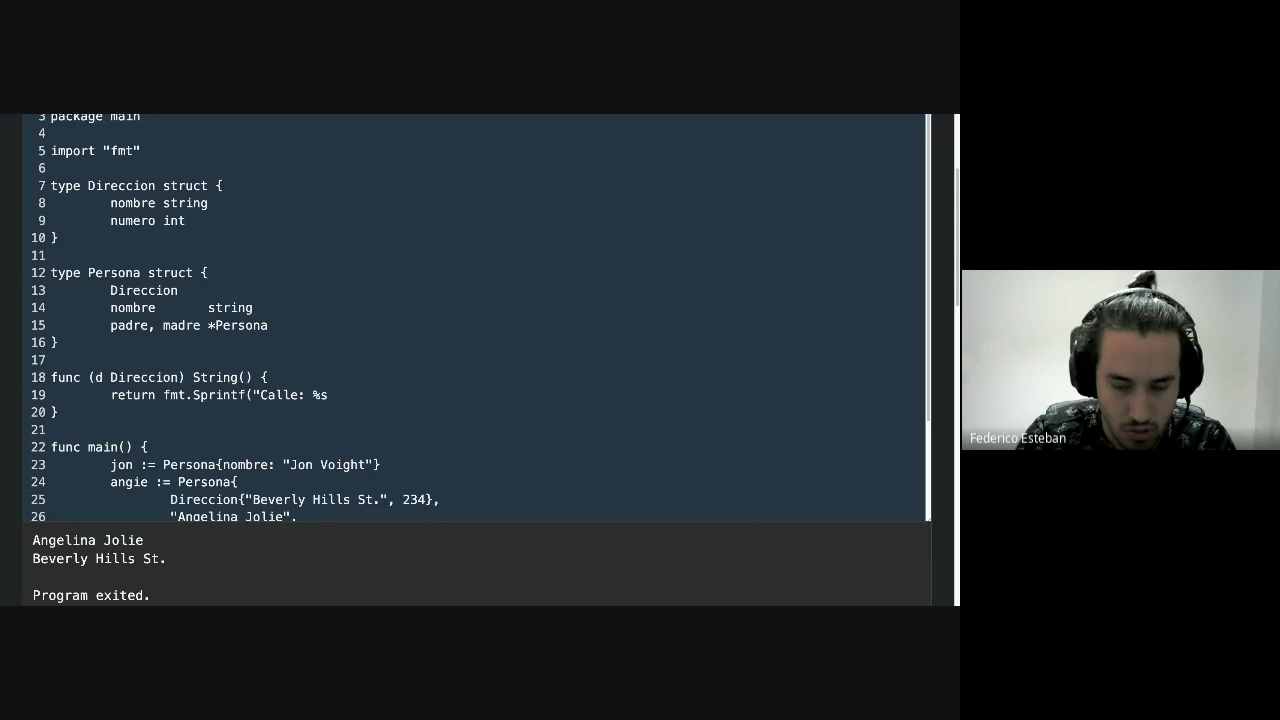 3 package main
4
5 import "fmt"
6
7 type Direccion struct {
8 nombre string
9 numero int
10 }
11
12 type Persona struct {
13 Direccion
14 nombre string
15 padre, madre *Persona
16 }
17
18 func (d Direccion) String() {
19 return fmt.Sprintf("Calle: %s
20 }
21
22 func main() {
23 jon := Persona{nombre: "Jon Voight"}
24 angie := Persona{
25 Direccion{"Beverly Hills St.", 234},
26 "Angelina Jolie",
Angelina Jolie
Beverly Hills St.
Program exited.
Federico Esteban